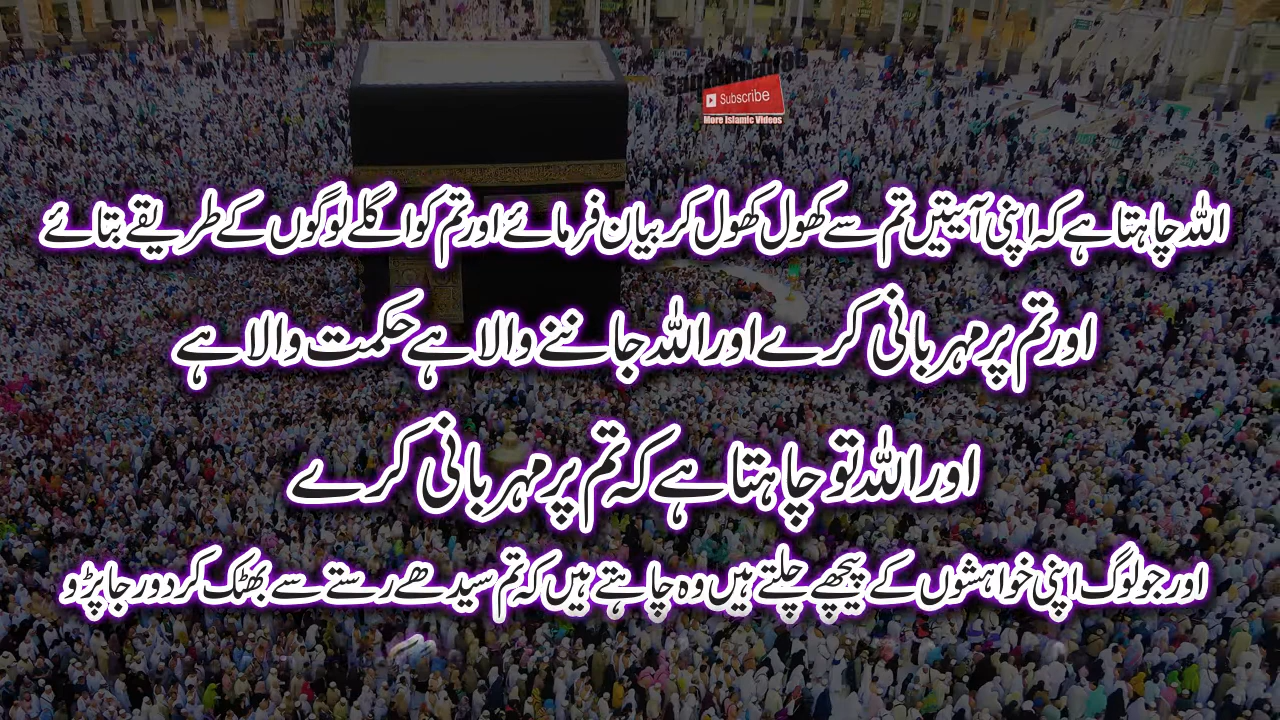 Subscribe
More Islamic Videos
اللہ چاہتا ہے کہ اپنی آیتیں تم سے کھول کھول کر بیان فرمائے اور تم کو اگلے لوگوں کے طریقے بتائے
اور تم پر مہربانی کرے اور اللہ جاننے والا ہے حکمت والا ہے
اور اللہ تو چاہتا ہے کہ تم پر مہربانی کرے
اور جو لوگ اپنی خواہشوں کے پیچھے چلتے ہیں وہ چاہتے ہیں کہ تم سیدھے رستے سے بھٹک کر دور جا پڑو